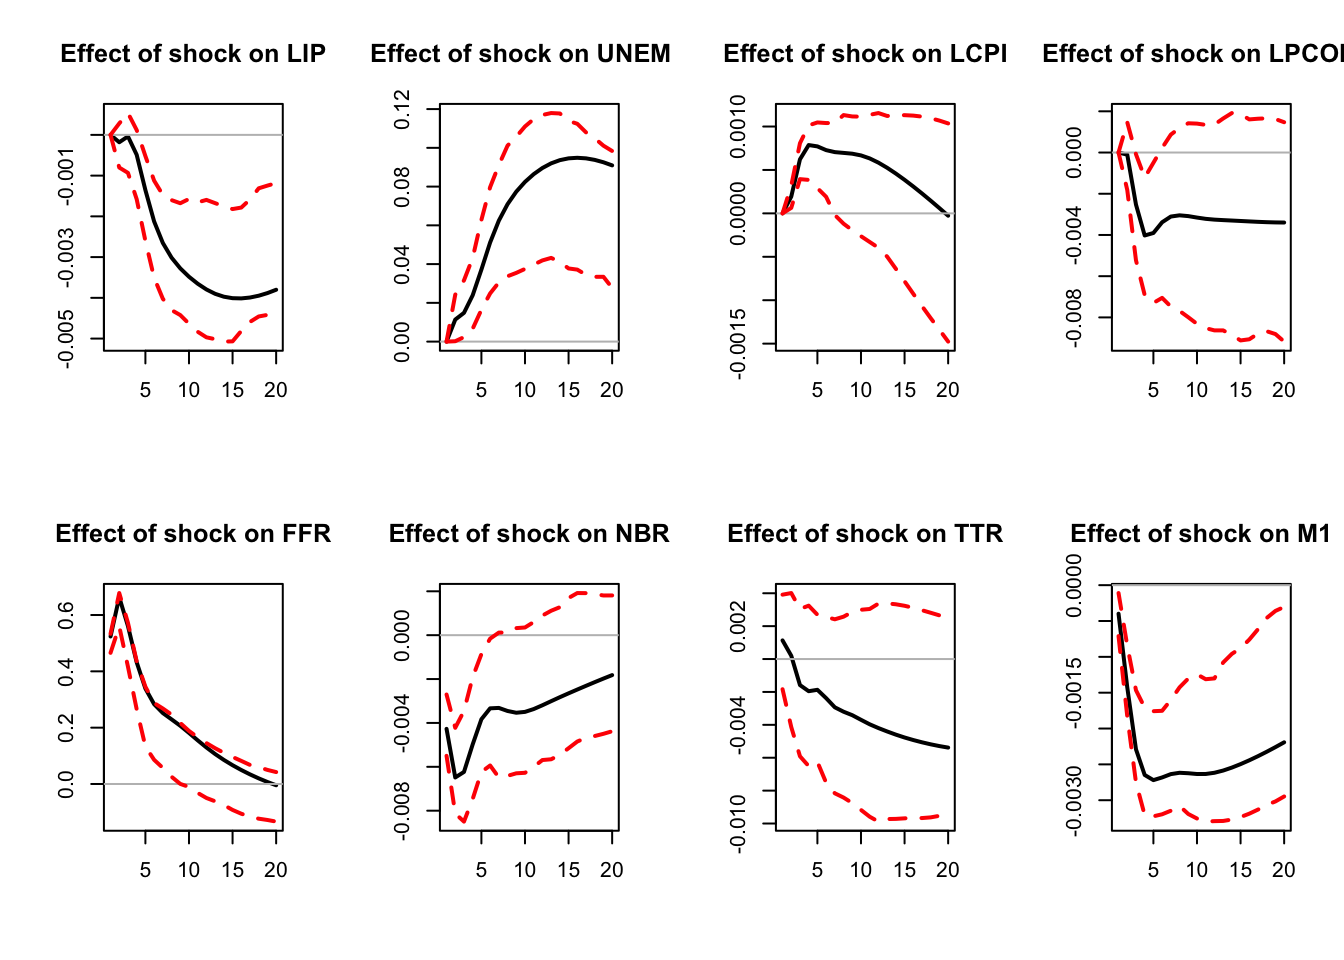 Effect of shock on LIP
-0.001
-0.003
-0.005
5 10 15 20
Effect of shock on UNEM
0.12
0.08
0.04
0.00
5 10 15 20
Effect of shock on LCPI
0.0010
0.0000
-0.0015
5 10 15 20
Effect of shock on LPCO
0.000
-0.004
-0.008
5 10 15 20
Effect of shock on FFR
0.6
0.4
0.2
0.0
5 10 15 20
Effect of shock on NBR
0.000
-0.004
-0.008
5 10 15 20
Effect of shock on TTR
0.002
-0.004
-0.010
5 10 15 20
Effect of shock on M1
0.0000
-0.0015
-0.0030
5 10 15 20